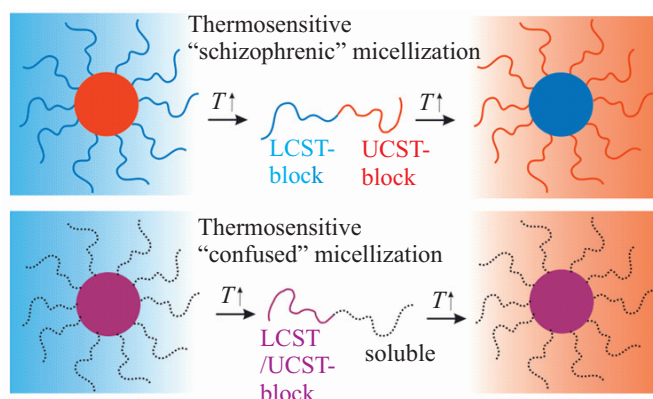 Thermosensitive
“schizophrenic” micellization
T↑
T↑
LCST-
block
UCST-
block
Thermosensitive
“confused” micellization
T↑
T↑
LCST
/UCST-
block
soluble